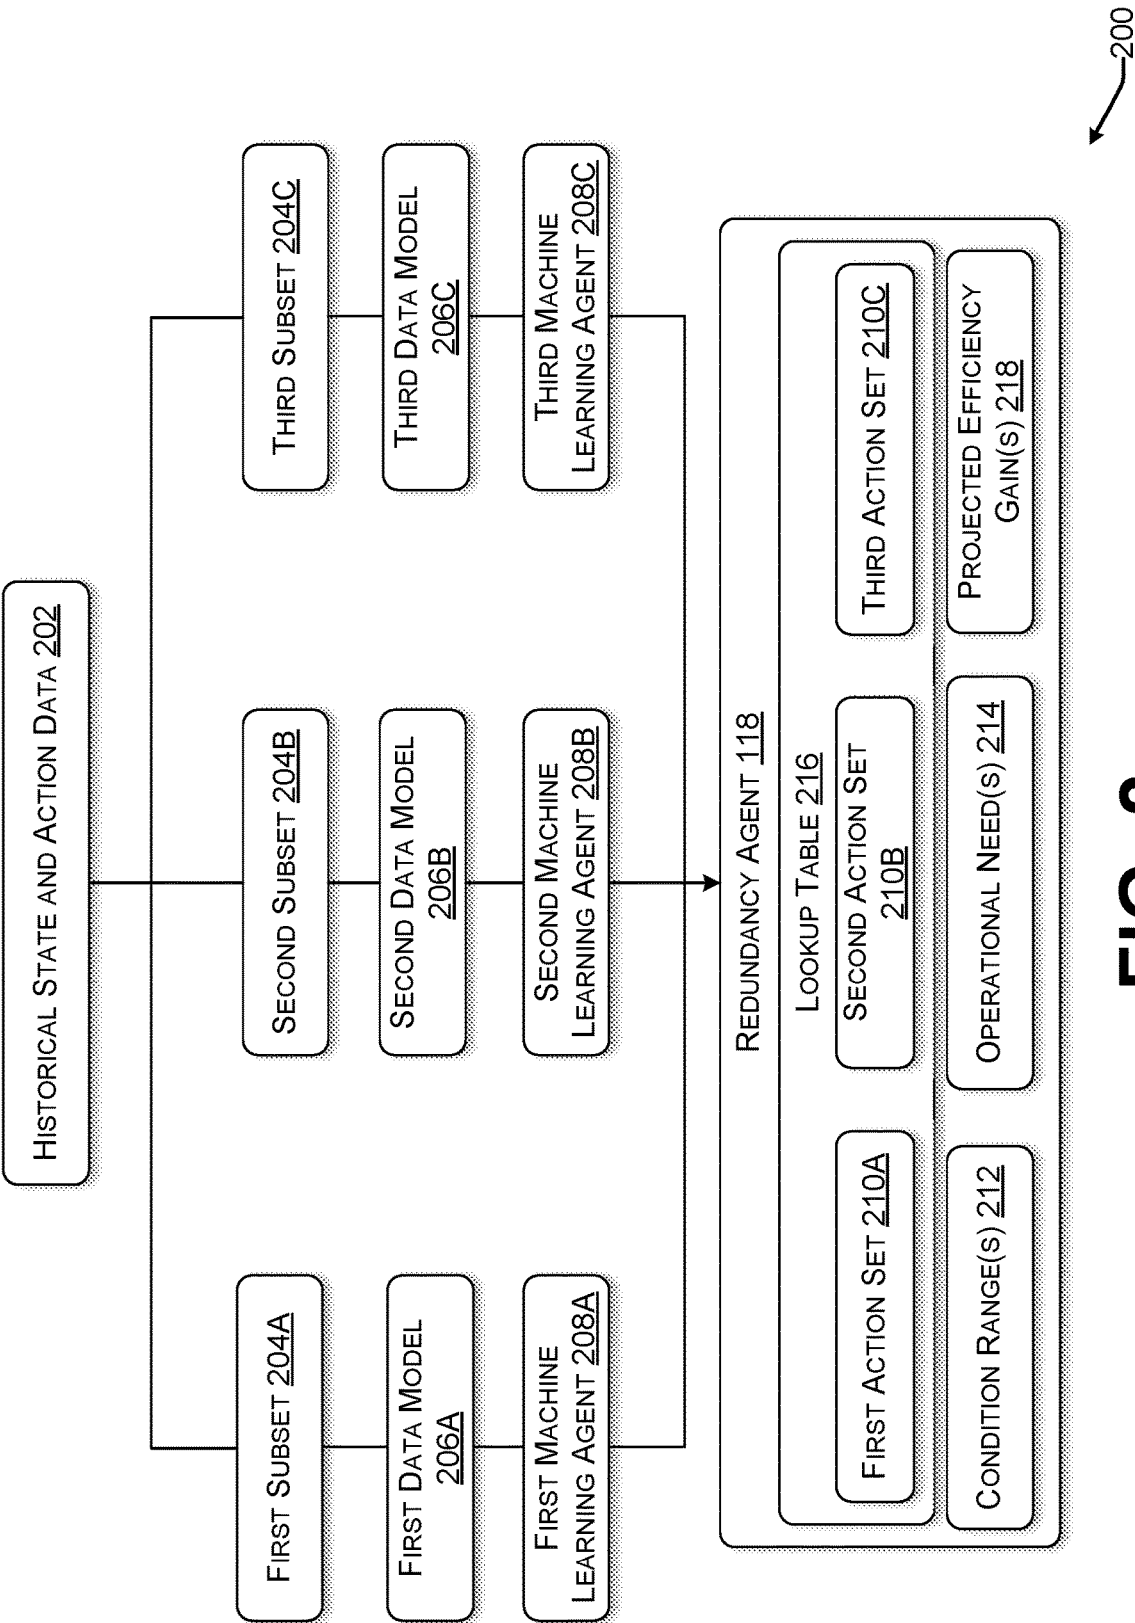 HISTORICAL STATE AND ACTION DATA 202
FIRST SUBSET 204A
SECOND SUBSET 204B
THIRD SUBSET 204C
FIRST DATA MODEL
206A
SECOND DATA MODEL
206B
THIRD DATA MODEL
206C
FIRST MACHINE
LEARNING AGENT 208A
SECOND MACHINE
LEARNING AGENT 208B
THIRD MACHINE
LEARNING AGENT 208C
REDUNDANCY AGENT 118
LOOKUP TABLE 216
FIRST ACTION SET 210A
SECOND ACTION SET
210B
THIRD ACTION SET 210C
CONDITION RANGE(S) 212
OPERATIONAL NEED(S) 214
PROJECTED EFFICIENCY
GAIN(S) 218
200